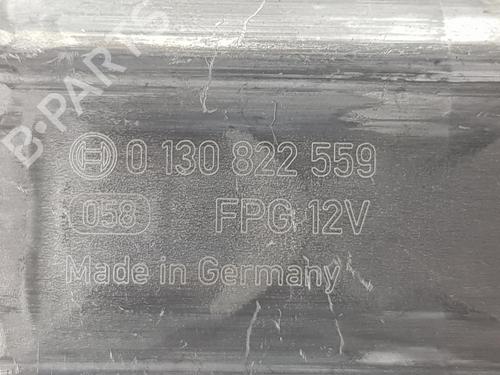 B-PARTS
0 130 822 559
058 FPG 12V
Made in Germany